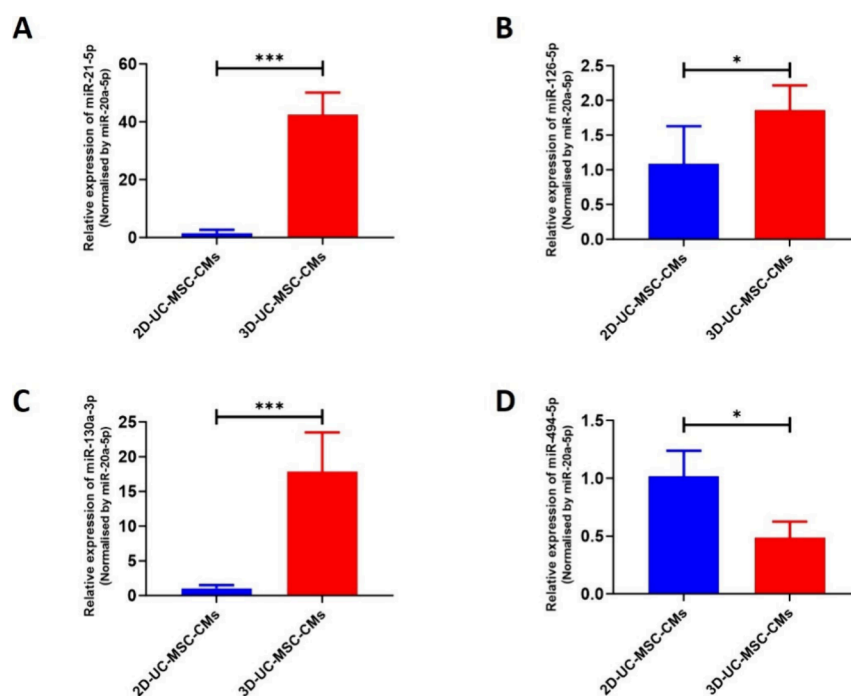 A
Relative expression of miR-21-5p
(Normalised by miR-20a-5p)
60
40
20
0
***
2D-UC-MSC-CMs
3D-UC-MSC-CMs
B
Relative expression of miR-126-5p
(Normalised by miR-20a-5p)
2.5
2.0
1.5
1.0
0.5
0.0
*
2D-UC-MSC-CMs
3D-UC-MSC-CMs
C
Relative expression of miR-130a-3p
(Normalised by miR-20a-5p)
25
20
15
10
5
0
***
2D-UC-MSC-CMs
3D-UC-MSC-CMs
D
Relative expression of miR-494-5p
(Normalised by miR-20a-5p)
1.5
1.0
0.5
0.0
*
2D-UC-MSC-CMs
3D-UC-MSC-CMs